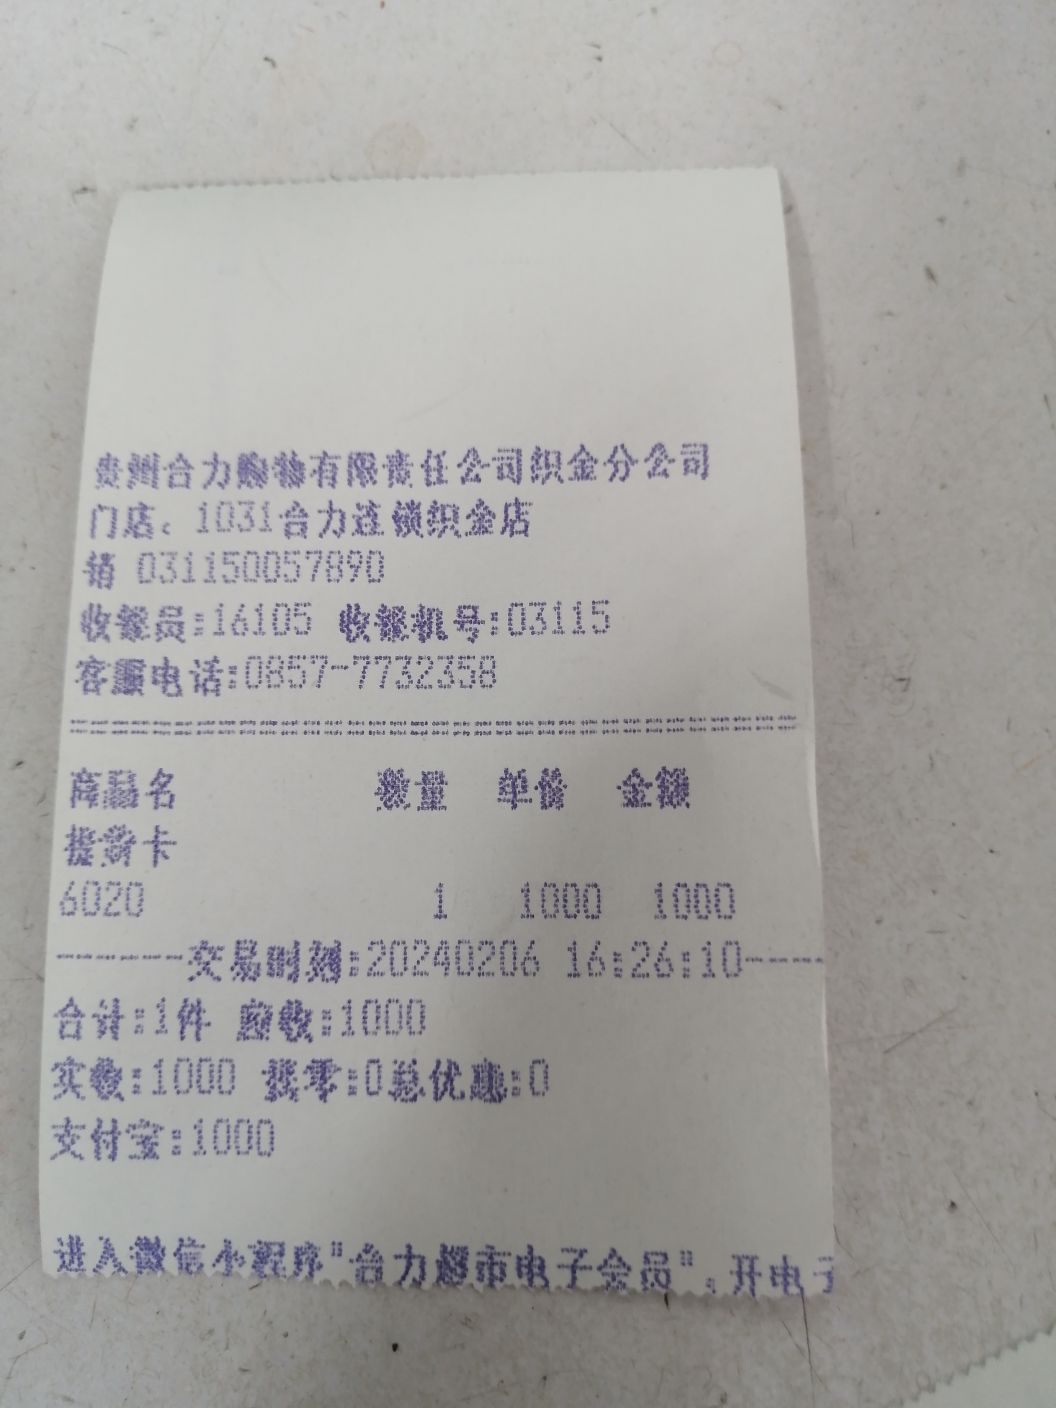 贵州合力购物有限责任公司织金分公司
门店: 1031合力连锁织金店
销 031150057890
收银员:16105 收银机号:03115
客服电话:0857-7732358
商品名 数量 单价 金额
提货卡
6020 1 1000 1000
------交易时刻:20240206 16:26:10----
合计:1件 应收:1000
实收:1000 找零:0总优惠:0
支付宝:1000
进入微信小程序"合力超市电子会员",开电子